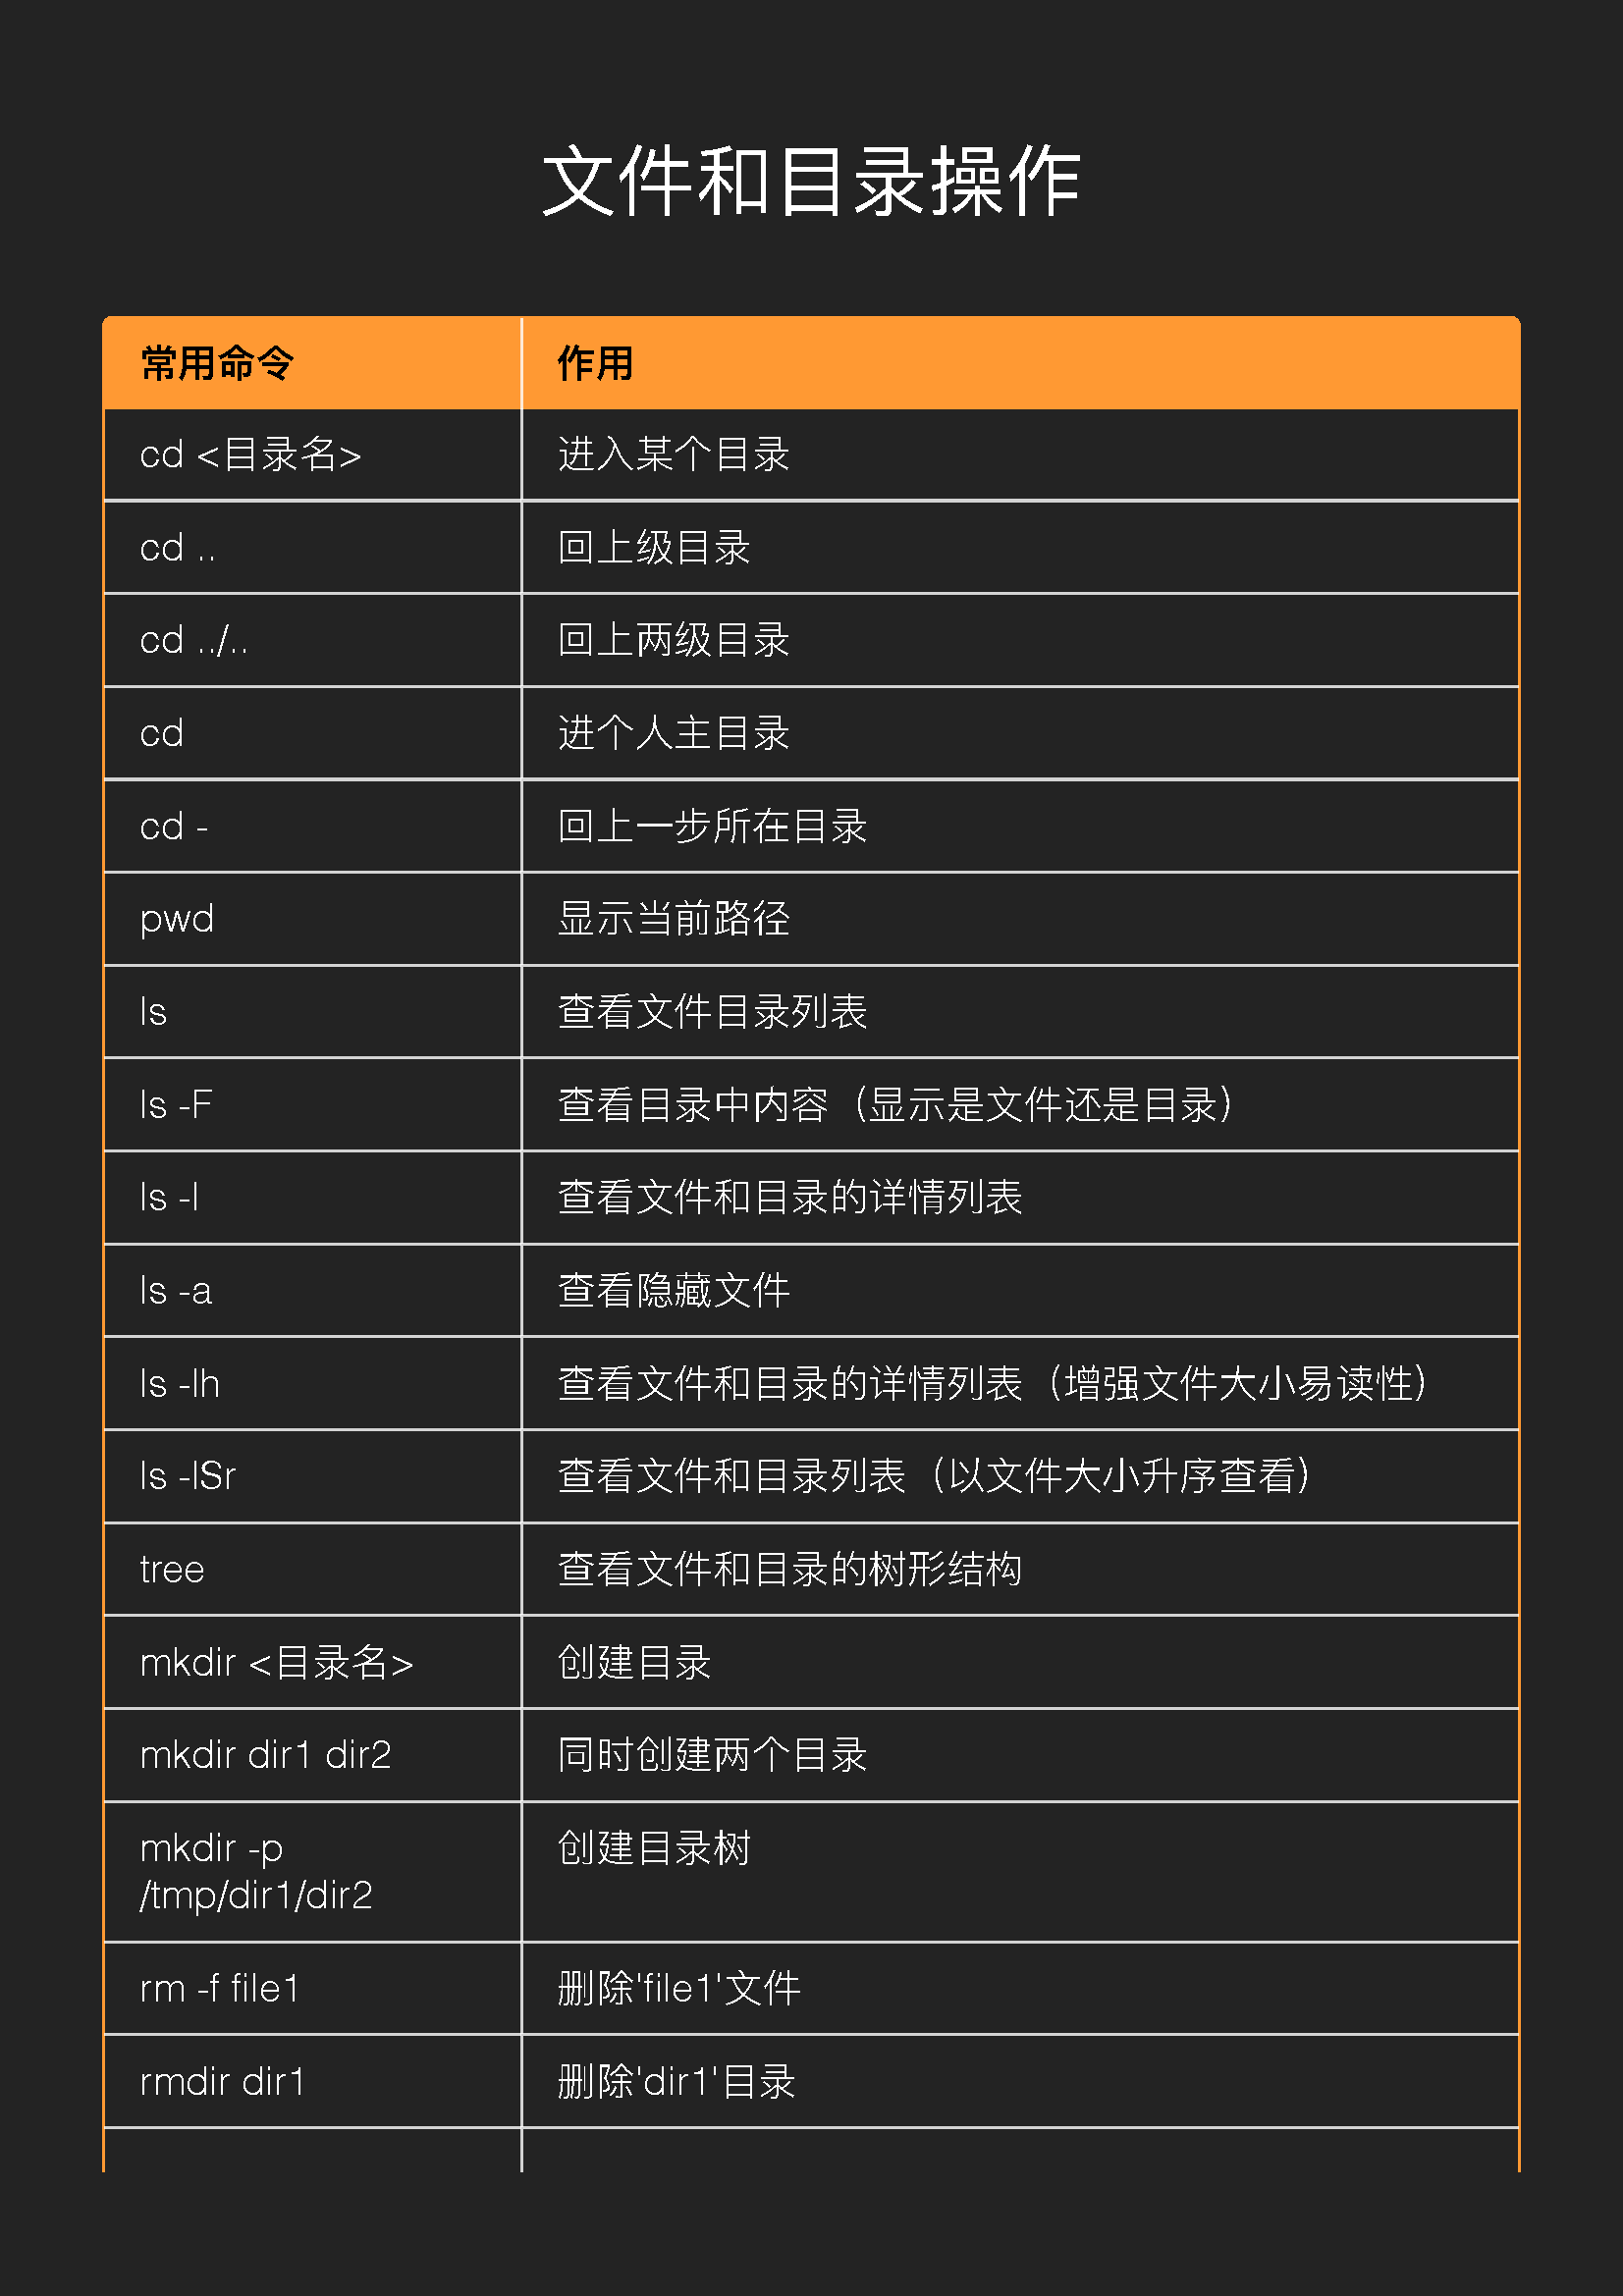 文件和目录操作
常用命令 作用
cd <目录名> 进入某个目录
cd .. 回上级目录
cd ../.. 回上两级目录
cd 进个人主目录
cd - 回上一步所在目录
pwd 显示当前路径
ls 查看文件目录列表
ls -F 查看目录中内容（显示是文件还是目录）
ls -l 查看文件和目录的详情列表
ls -a 查看隐藏文件
ls -lh 查看文件和目录的详情列表（增强文件大小易读性）
ls -lSr 查看文件和目录列表（以文件大小升序查看）
tree 查看文件和目录的树形结构
mkdir <目录名> 创建目录
mkdir dir1 dir2 同时创建两个目录
mkdir -p 创建目录树
/tmp/dir1/dir2
rm -f file1 删除'file1'文件
rmdir dir1 删除'dir1'目录